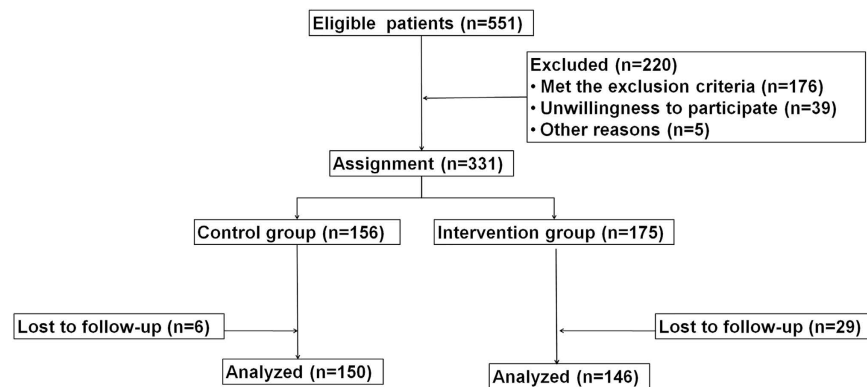 Eligible patients (n=551)
Excluded (n=220)
• Met the exclusion criteria (n=176)
• Unwillingness to participate (n=39)
• Other reasons (n=5)
Assignment (n=331)
Control group (n=156)
Intervention group (n=175)
Lost to follow-up (n=6)
Lost to follow-up (n=29)
Analyzed (n=150)
Analyzed (n=146)